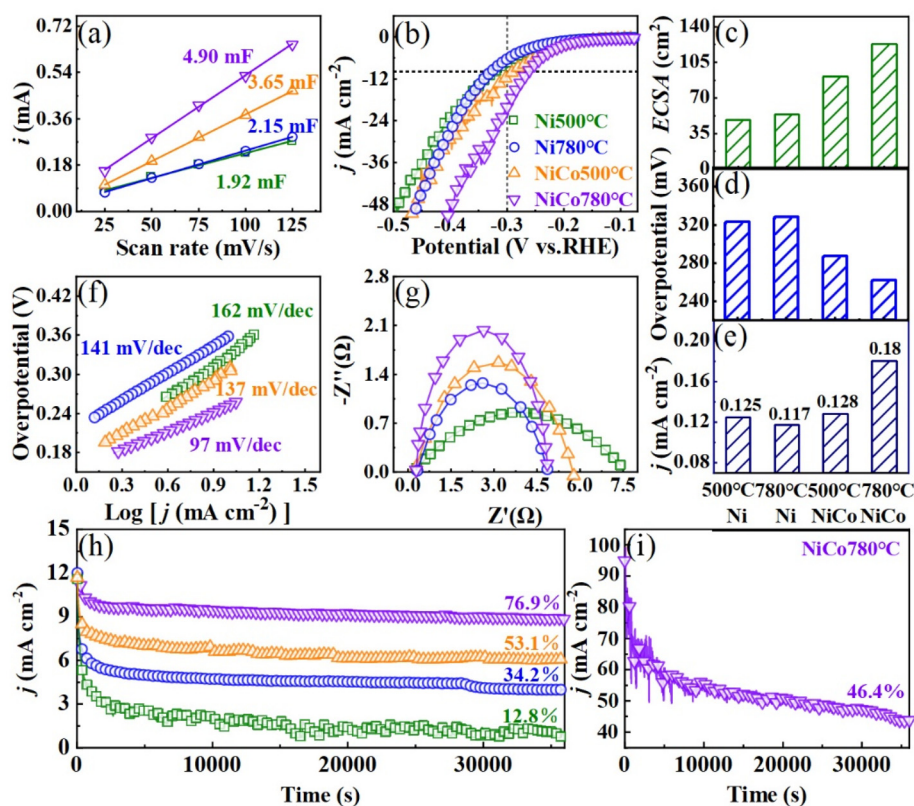 (a)
0.72
0.54
0.36
0.18
0.00
i (mA)
4.90 mF
3.65 mF
2.15 mF
1.92 mF
25 50 75 100 125
Scan rate (mV/s)
(b)
0
-12
-24
-36
-48
j (mA cm⁻²)
Ni500°C
Ni780°C
NiCo500°C
NiCo780°C
-0.5 -0.4 -0.3 -0.2 -0.1
Potential (V vs.RHE)
(c)
150
100
50
0
ECSA (cm²)
(d)
360
320
280
240
Overpotential (mV)
(e)
0.20
0.16
0.12
0.08
j (mA cm⁻²)
0.125 0.117 0.128 0.18
500°C 780°C 500°C 780°C
Ni Ni NiCo NiCo
(f)
0.42
0.36
0.30
0.24
0.18
Overpotential (V)
162 mV/dec
141 mV/dec
137 mV/dec
97 mV/dec
0.0 0.3 0.6 0.9 1.2 1.5
Log [ j (mA cm⁻²) ]
(g)
-2.8
2.1
1.4
0.7
0.0
-Z''(Ω)
0.0 1.5 3.0 4.5 6.0 7.5
Z'(Ω)
(h)
15
12
9
6
3
0
j (mA cm⁻²)
76.9%
53.1%
34.2%
12.8%
0 10000 20000 30000
Time (s)
(i)
100
90
80
70
60
50
40
j (mA cm⁻²)
NiCo780°C
46.4%
0 10000 20000 30000
Time (s)